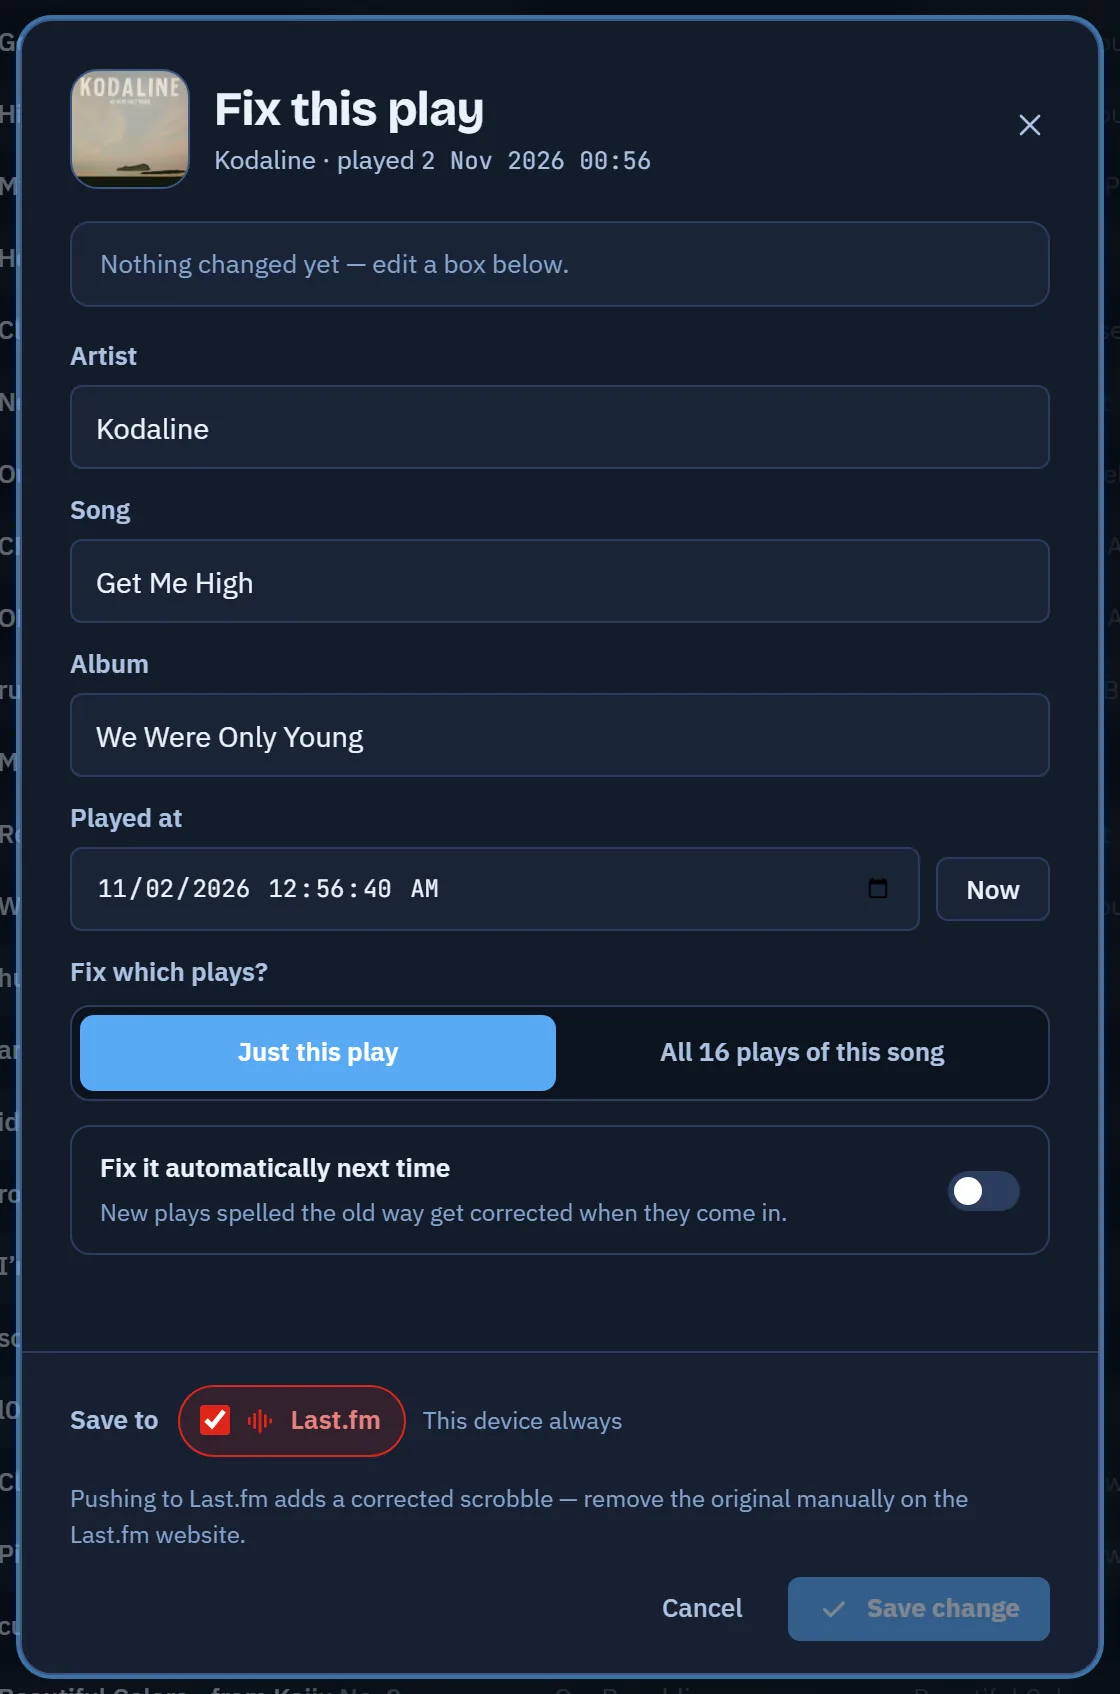 KODALINE
Fix this play
Kodaline · played 2 Nov 2026 00:56
Nothing changed yet — edit a box below.
Artist
Kodaline
Song
Get Me High
Album
We Were Only Young
Played at
11/02/2026 12:56:40 AM
Now
Fix which plays?
Just this play
All 16 plays of this song
Fix it automatically next time
New plays spelled the old way get corrected when they come in.
Save to
Last.fm
This device always
Pushing to Last.fm adds a corrected scrobble — remove the original manually on the
Last.fm website.
Cancel
Save change